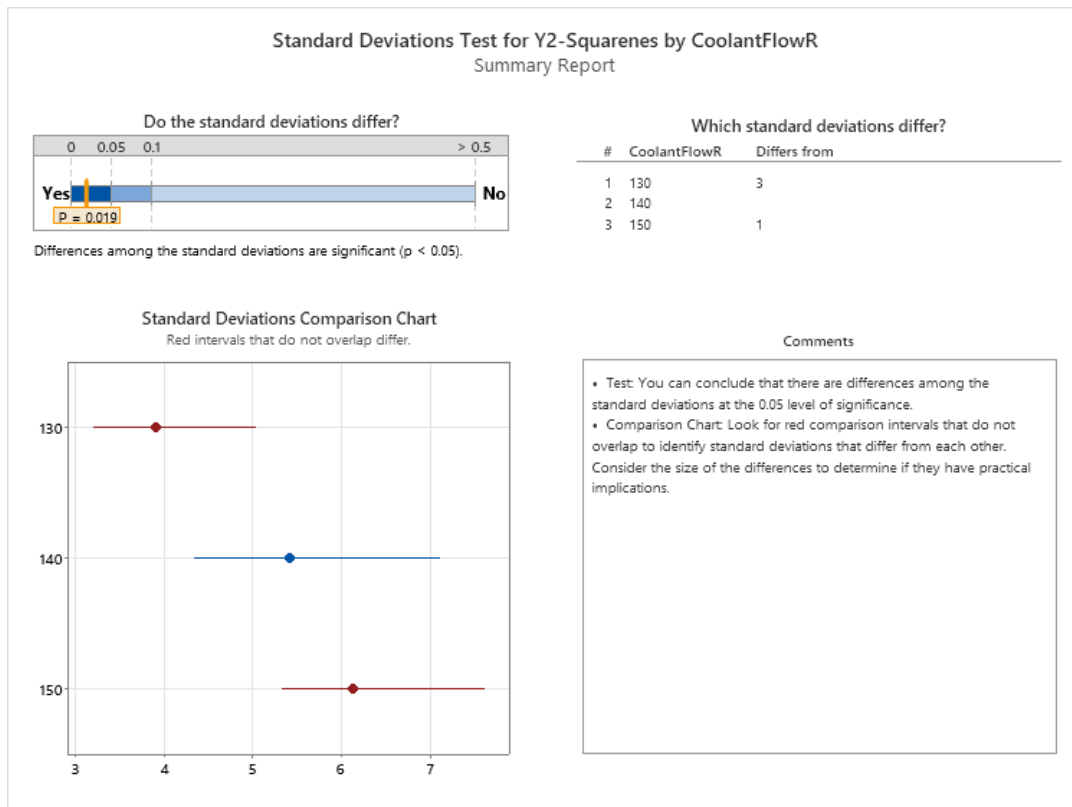 Standard Deviations Test for Y2-Squarenes by CoolantFlowR
Summary Report
Do the standard deviations differ?
0 0.05 0.1 > 0.5
Yes No
P = 0.019
Differences among the standard deviations are significant (p < 0.05).
Which standard deviations differ?
# CoolantFlowR Differs from
1 130 3
2 140
3 150 1
Standard Deviations Comparison Chart
Red intervals that do not overlap differ.
130
140
150
3 4 5 6 7
Comments
• Test: You can conclude that there are differences among the
standard deviations at the 0.05 level of significance.
• Comparison Chart: Look for red comparison intervals that do not
overlap to identify standard deviations that differ from each other.
Consider the size of the differences to determine if they have practical
implications.